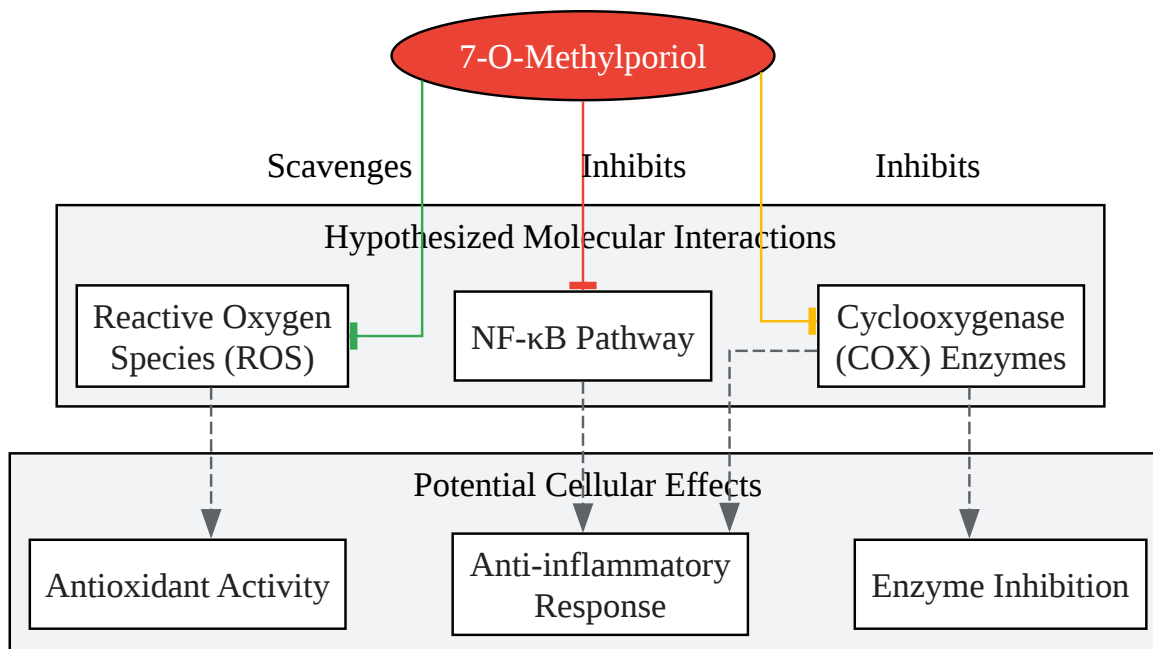 7-O-Methylporiol
Scavenges
Inhibits
Inhibits
Hypothesized Molecular Interactions
Reactive Oxygen
Species (ROS)
NF-κB Pathway
Cyclooxygenase
(COX) Enzymes
Potential Cellular Effects
Antioxidant Activity
Anti-inflammatory
Response
Enzyme Inhibition